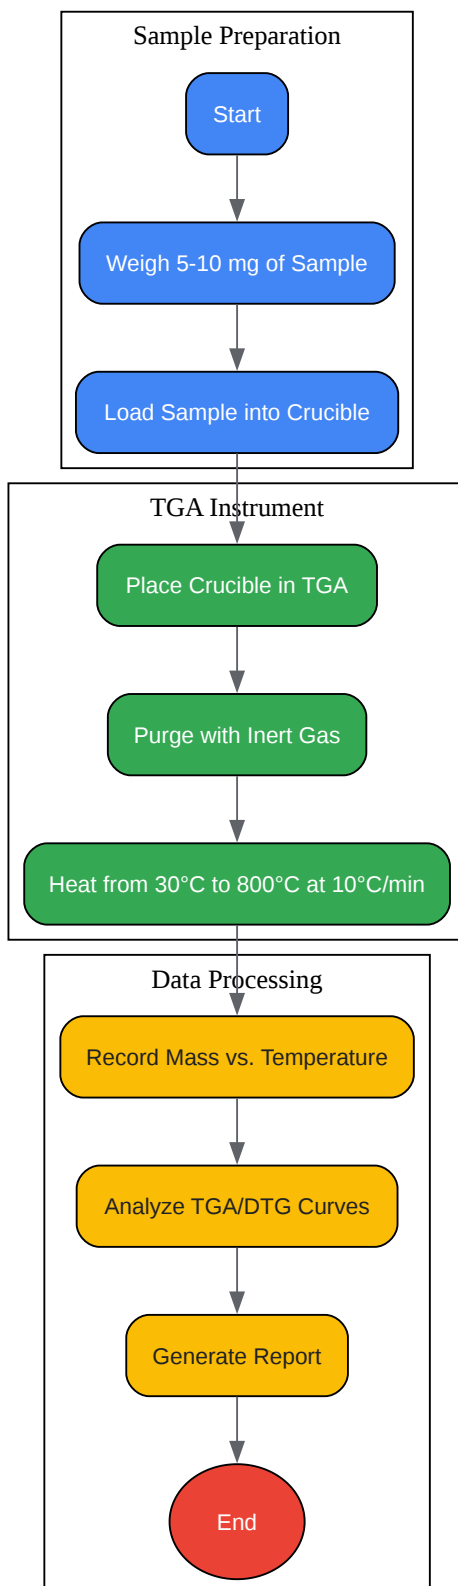 Sample Preparation
Start
Weigh 5-10 mg of Sample
Load Sample into Crucible
TGA Instrument
Place Crucible in TGA
Purge with Inert Gas
Heat from 30°C to 800°C at 10°C/min
Data Processing
Record Mass vs. Temperature
Analyze TGA/DTG Curves
Generate Report
End